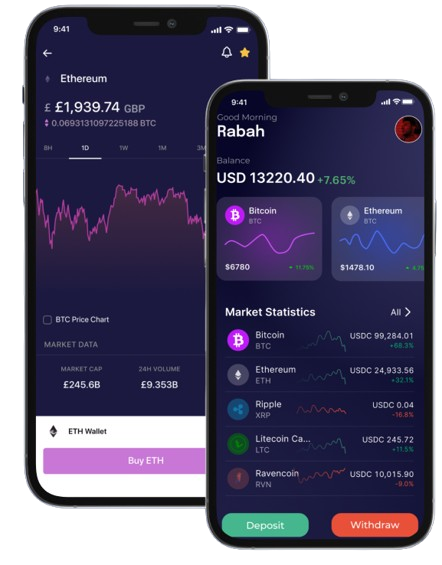 9:41
Ethereum
£ £1,939.74 GBP
0.0693131097225188 BTC
8H 1D 1W 1M 3M
BTC Price Chart
MARKET DATA
MARKET CAP 24H VOLUME
£245.6B £9.353B
ETH Wallet
Buy ETH
9:41
Good Morning
Rabah
Balance
USD 13220.40 +7.65%
Bitcoin
BTC
$6780 11.75%
Ethereum
BTC
$1478.10
Market Statistics All
Bitcoin USDC 99,284.01
BTC +68.3%
Ethereum USDC 24,933.56
ETH +32.1%
Ripple USDC 0.04
XRP -16.8%
Litecoin Ca... USDC 245.72
LTC +11.5%
Ravencoin USDC 10,015.90
RVN -9.0%
Deposit Withdraw